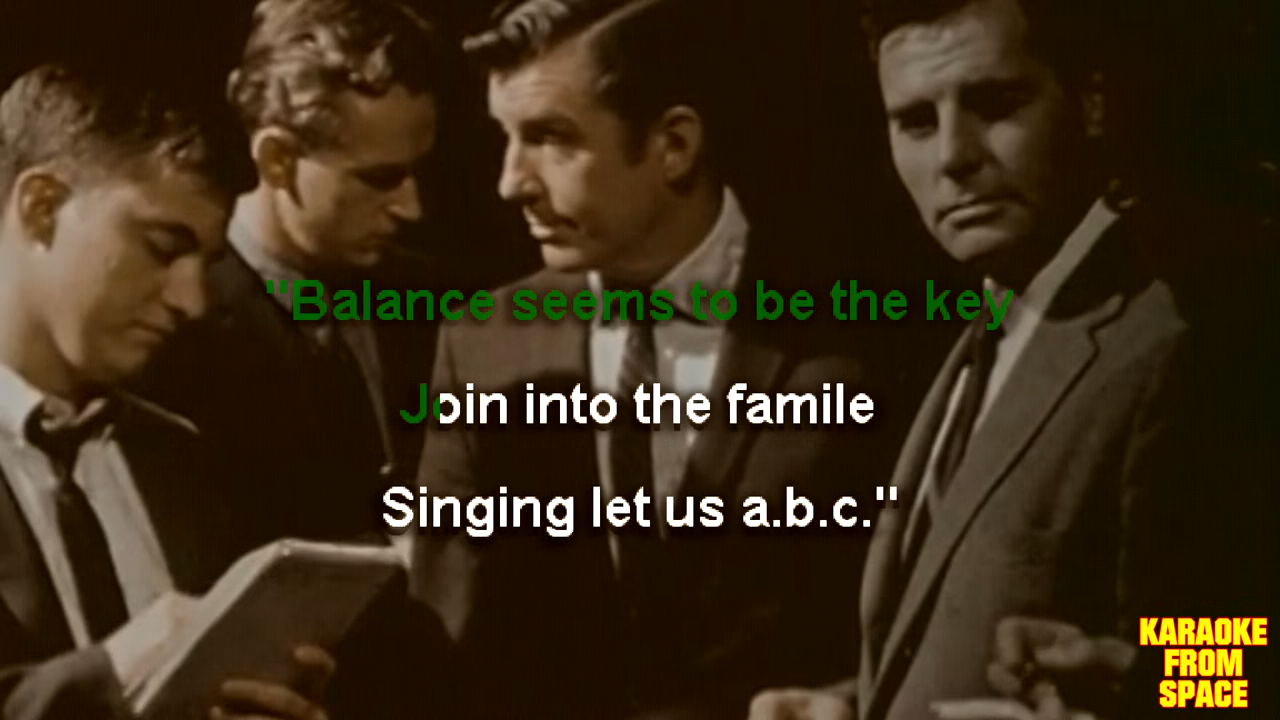 "Balance seems to be the key
Join into the famile
Singing let us a.b.c."
KARAOKE
FROM
SPACE